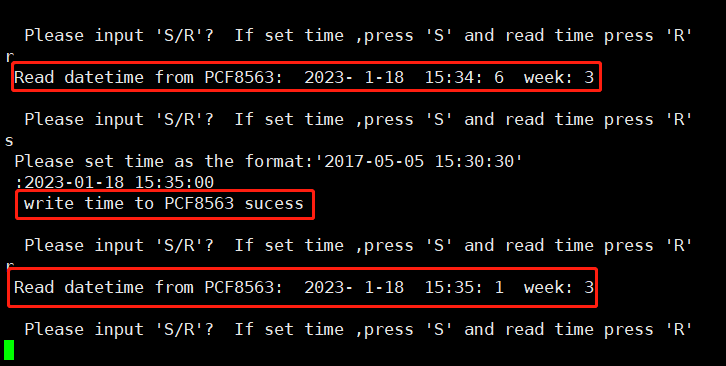 Please input 'S/R'?  If set time ,press 'S' and read time press 'R'
r
Read datetime from PCF8563:  2023- 1-18  15:34: 6  week: 3
Please input 'S/R'?  If set time ,press 'S' and read time press 'R'
s
Please set time as the format:'2017-05-05 15:30:30'
:2023-01-18 15:35:00
write time to PCF8563 sucess
Please input 'S/R'?  If set time ,press 'S' and read time press 'R'
r
Read datetime from PCF8563:  2023- 1-18  15:35: 1  week: 3
Please input 'S/R'?  If set time ,press 'S' and read time press 'R'